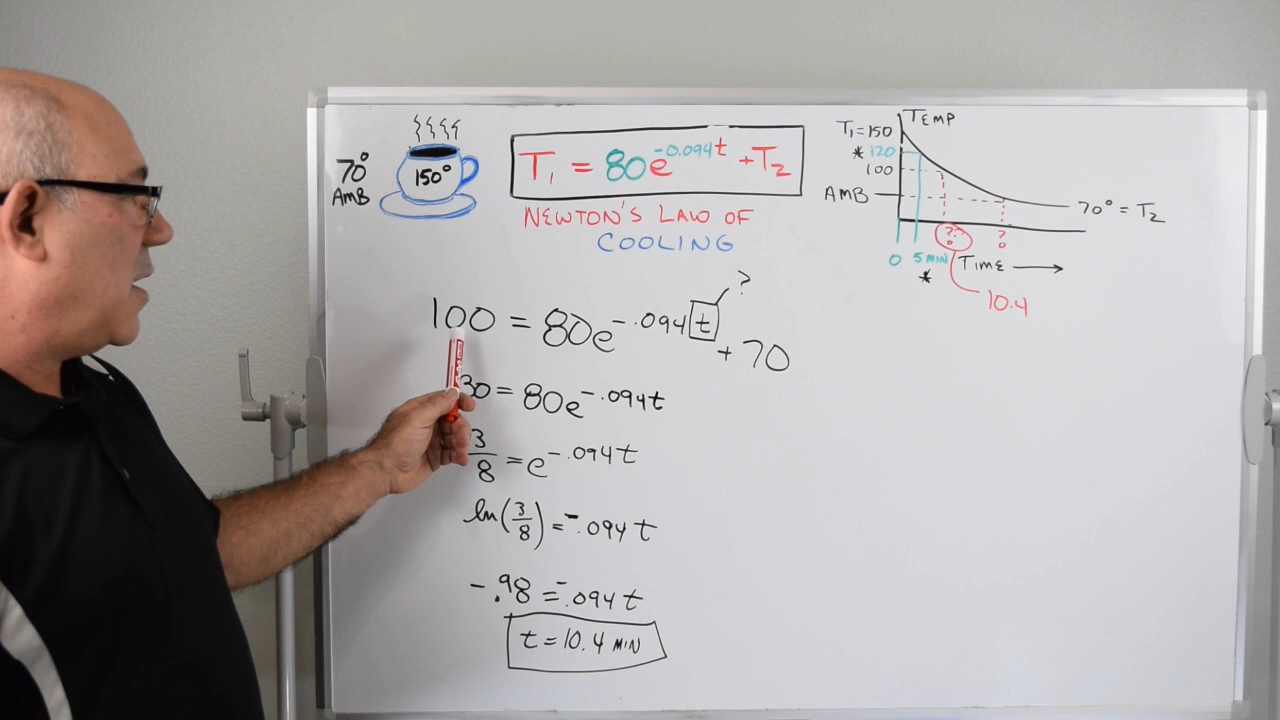 70°
AMB
150°
T₁ = 80e^-0.094t + T₂
NEWTON'S LAW OF
COOLING
TEMP
T₁ = 150
* 120
100
AMB
70° = T₂
?
?
0
5 MIN
TIME
*
10.4
?
100 = 80e^-.094t + 70
30 = 80e^-.094t
3/8 = e^-.094t
ln(3/8) = -.094t
-.98 = -.094t
t = 10.4 MIN